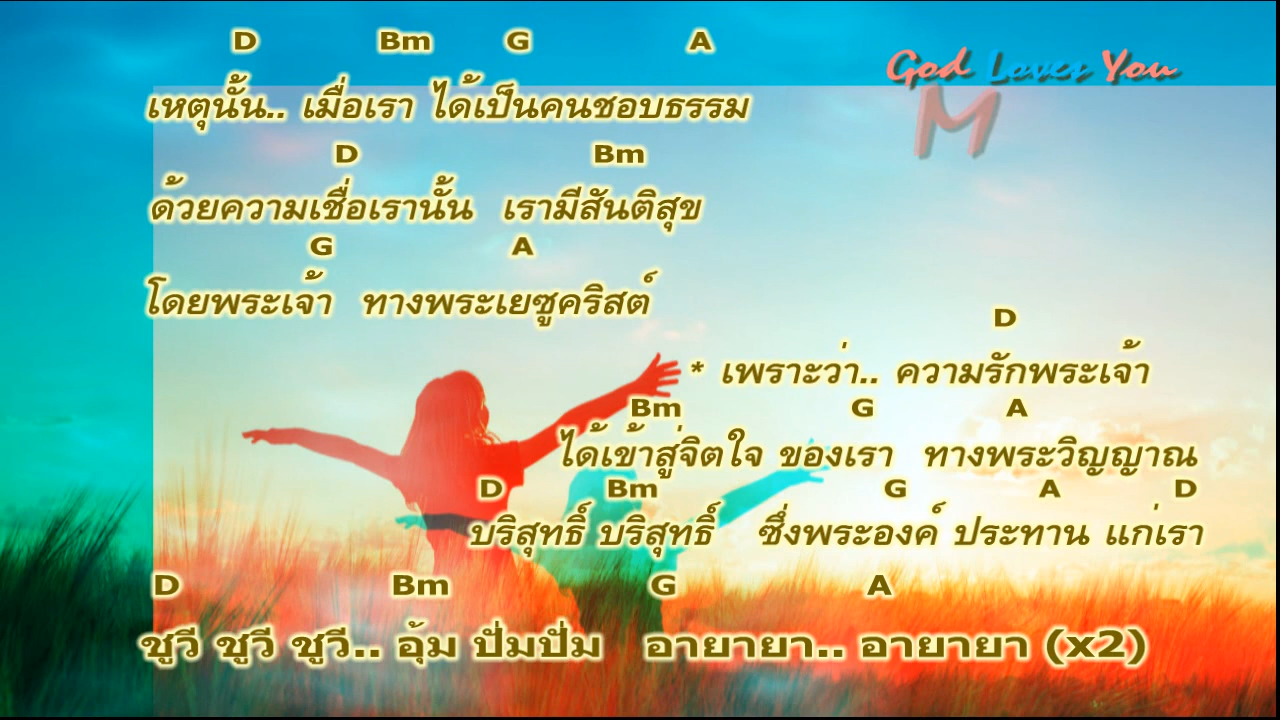 D Bm G A
God Loves You
M
เหตุนั้น.. เมื่อเรา ได้เป็นคนชอบธรรม
D Bm
ด้วยความเชื่อเรานั้น เรามีสันติสุข
G A
โดยพระเจ้า ทางพระเยซูคริสต์
D
* เพราะว่า.. ความรักพระเจ้า
Bm G A
ได้เข้าสู่จิตใจ ของเรา ทางพระวิญญาณ
D Bm G A D
บริสุทธิ์ บริสุทธิ์ ซึ่งพระองค์ ประทาน แก่เรา
D Bm G A
ชูวี ชูวี ชูวี.. อุ้ม ปั่มปั่ม อายายา.. อายายา (x2)